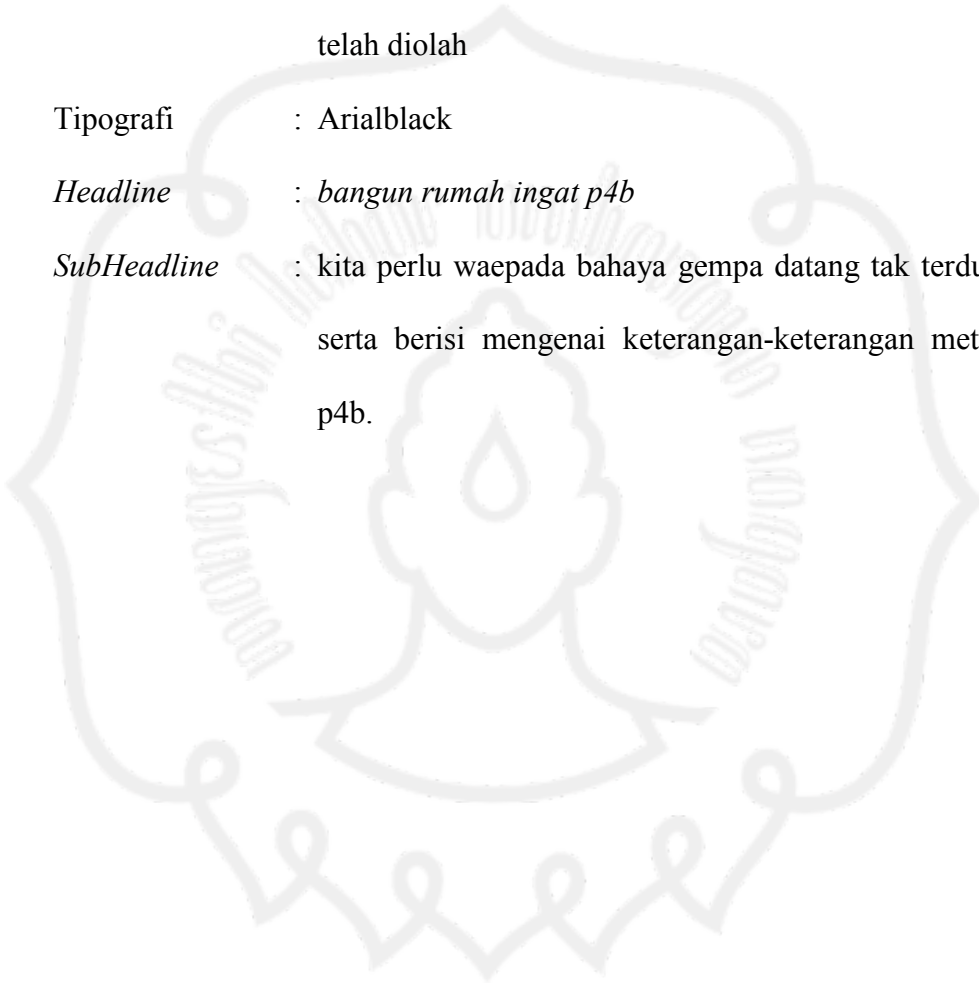 telah diolah
Tipografi : Arialblack
Headline : bangun rumah ingat p4b
SubHeadline : kita perlu waepada bahaya gempa datang tak terdu
serta berisi mengenai keterangan-keterangan met
p4b.